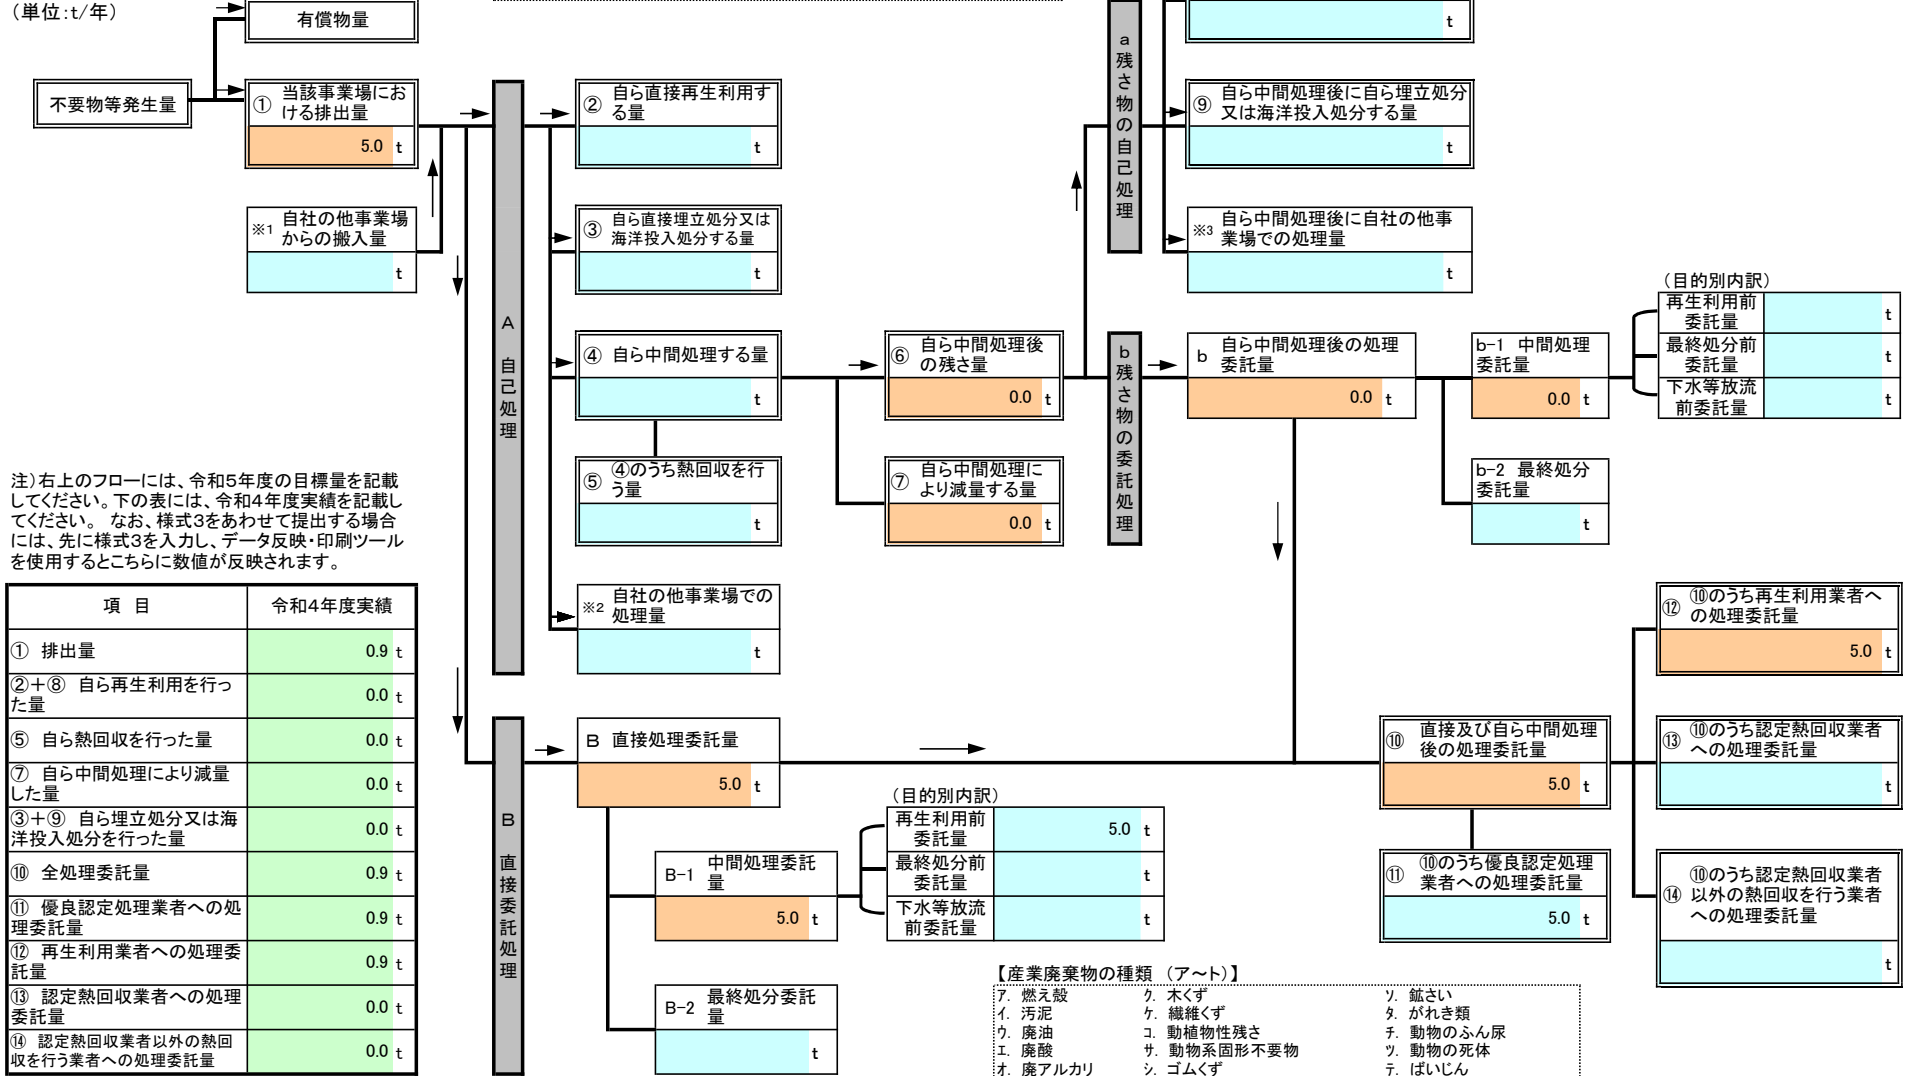 （単位:t/年）
有償物量
不要物等発生量
① 当該事業場にお
ける排出量
5.0 t
※1 自社の他事業場
からの搬入量
t
A 自己処理
② 自ら直接再生利用す
る量
t
③ 自ら直接埋立処分又は
海洋投入処分する量
t
④ 自ら中間処理する量
t
⑤ ④のうち熱回収を行
う量
t
※2 自社の他事業場での
処理量
t
⑥ 自ら中間処理後
の残さ量
0.0 t
⑦ 自ら中間処理に
より減量する量
0.0 t
a 残さ物の自己処理
t
⑨ 自ら中間処理後に自ら埋立処分
又は海洋投入処分する量
t
※3 自ら中間処理後に自社の他事
業場での処理量
t
b 残さ物の委託処理
b 自ら中間処理後の処理
委託量
0.0 t
b-1 中間処理
委託量
0.0 t
（目的別内訳）
再生利用前
委託量
t
最終処分前
委託量
t
下水等放流
前委託量
t
b-2 最終処分
委託量
t
注）右上のフローには、令和5年度の目標量を記載
してください。下の表には、令和4年度実績を記載し
てください。 なお、様式3をあわせて提出する場合
には、先に様式3を入力し、データ反映・印刷ツール
を使用するとこちらに数値が反映されます。
項 目 令和4年度実績
① 排出量 0.9 t
②＋⑧ 自ら再生利用を行っ
た量 0.0 t
⑤ 自ら熱回収を行った量 0.0 t
⑦ 自ら中間処理により減量
した量 0.0 t
③＋⑨ 自ら埋立処分又は海
洋投入処分を行った量 0.0 t
⑩ 全処理委託量 0.9 t
⑪ 優良認定処理業者への処
理委託量 0.9 t
⑫ 再生利用業者への処理委
託量 0.9 t
⑬ 認定熱回収業者への処理
委託量 0.0 t
⑭ 認定熱回収業者以外の熱回
収を行う業者への処理委託量 0.0 t
B 直接委託処理
B 直接処理委託量
5.0 t
B-1 中間処理委託
量
5.0 t
（目的別内訳）
再生利用前
委託量
5.0 t
最終処分前
委託量
t
下水等放流
前委託量
t
B-2 最終処分委託
量
t
⑩ 直接及び自ら中間処理
後の処理委託量
5.0 t
⑪ ⑩のうち優良認定処理
業者への処理委託量
5.0 t
⑫ ⑩のうち再生利用業者へ
の処理委託量
5.0 t
⑬ ⑩のうち認定熱回収業者
への処理委託量
t
⑭ ⑩のうち認定熱回収業者
以外の熱回収を行う業者
への処理委託量
t
【産業廃棄物の種類 （ア～ト）】
ア. 燃え殻 ク. 木くず ソ. 鉱さい
イ. 汚泥 ケ. 繊維くず タ. がれき類
ウ. 廃油 コ. 動植物性残さ チ. 動物のふん尿
エ. 廃酸 サ. 動物系固形不要物 ツ. 動物の死体
オ. 廃アルカリ シ. ゴムくず テ. ばいじん